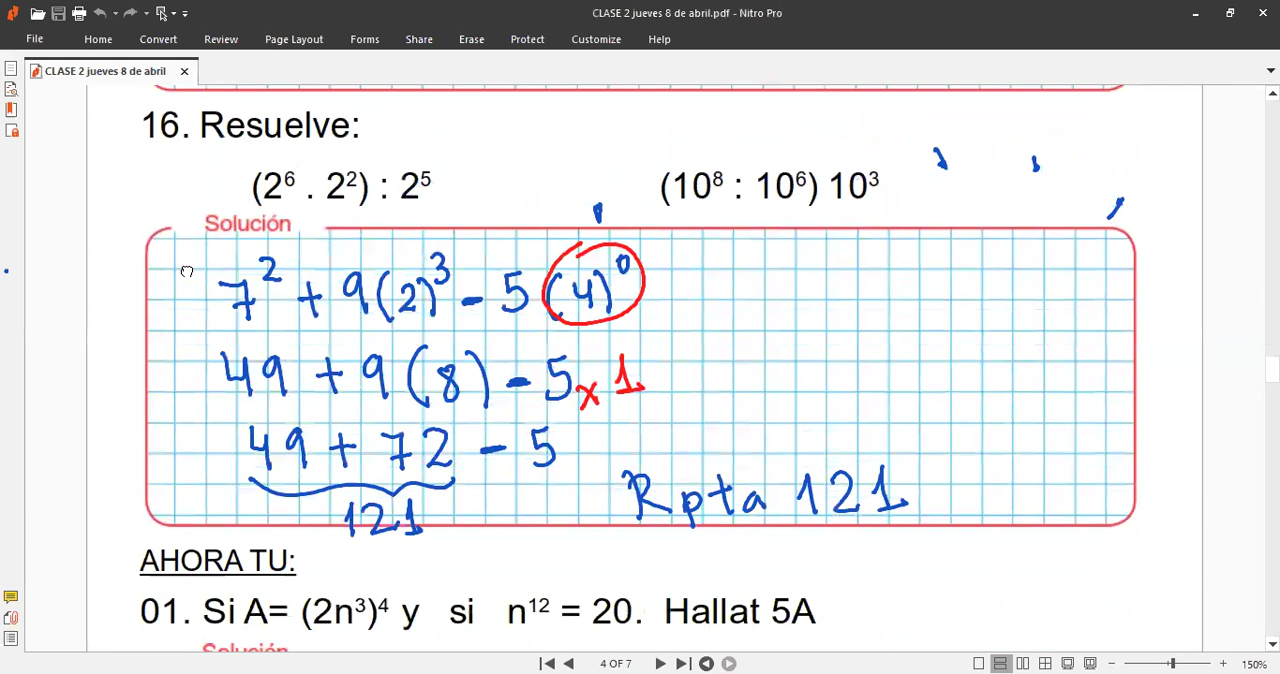 CLASE 2 jueves 8 de abril.pdf - Nitro Pro
File Home Convert Review Page Layout Forms Share Erase Protect Customize Help
CLASE 2 jueves 8 de abril
16. Resuelve:
(2⁶ . 2²) : 2⁵ (10⁸ : 10⁶) 10³
Solución
7² + 9(2)³ - 5(4)⁰
49 + 9(8) - 5 x 1
49 + 72 - 5
121
Rpta 121
AHORA TU:
01. Si A= (2n³)⁴ y si n¹² = 20. Hallat 5A
Solución
4 OF 7
150%